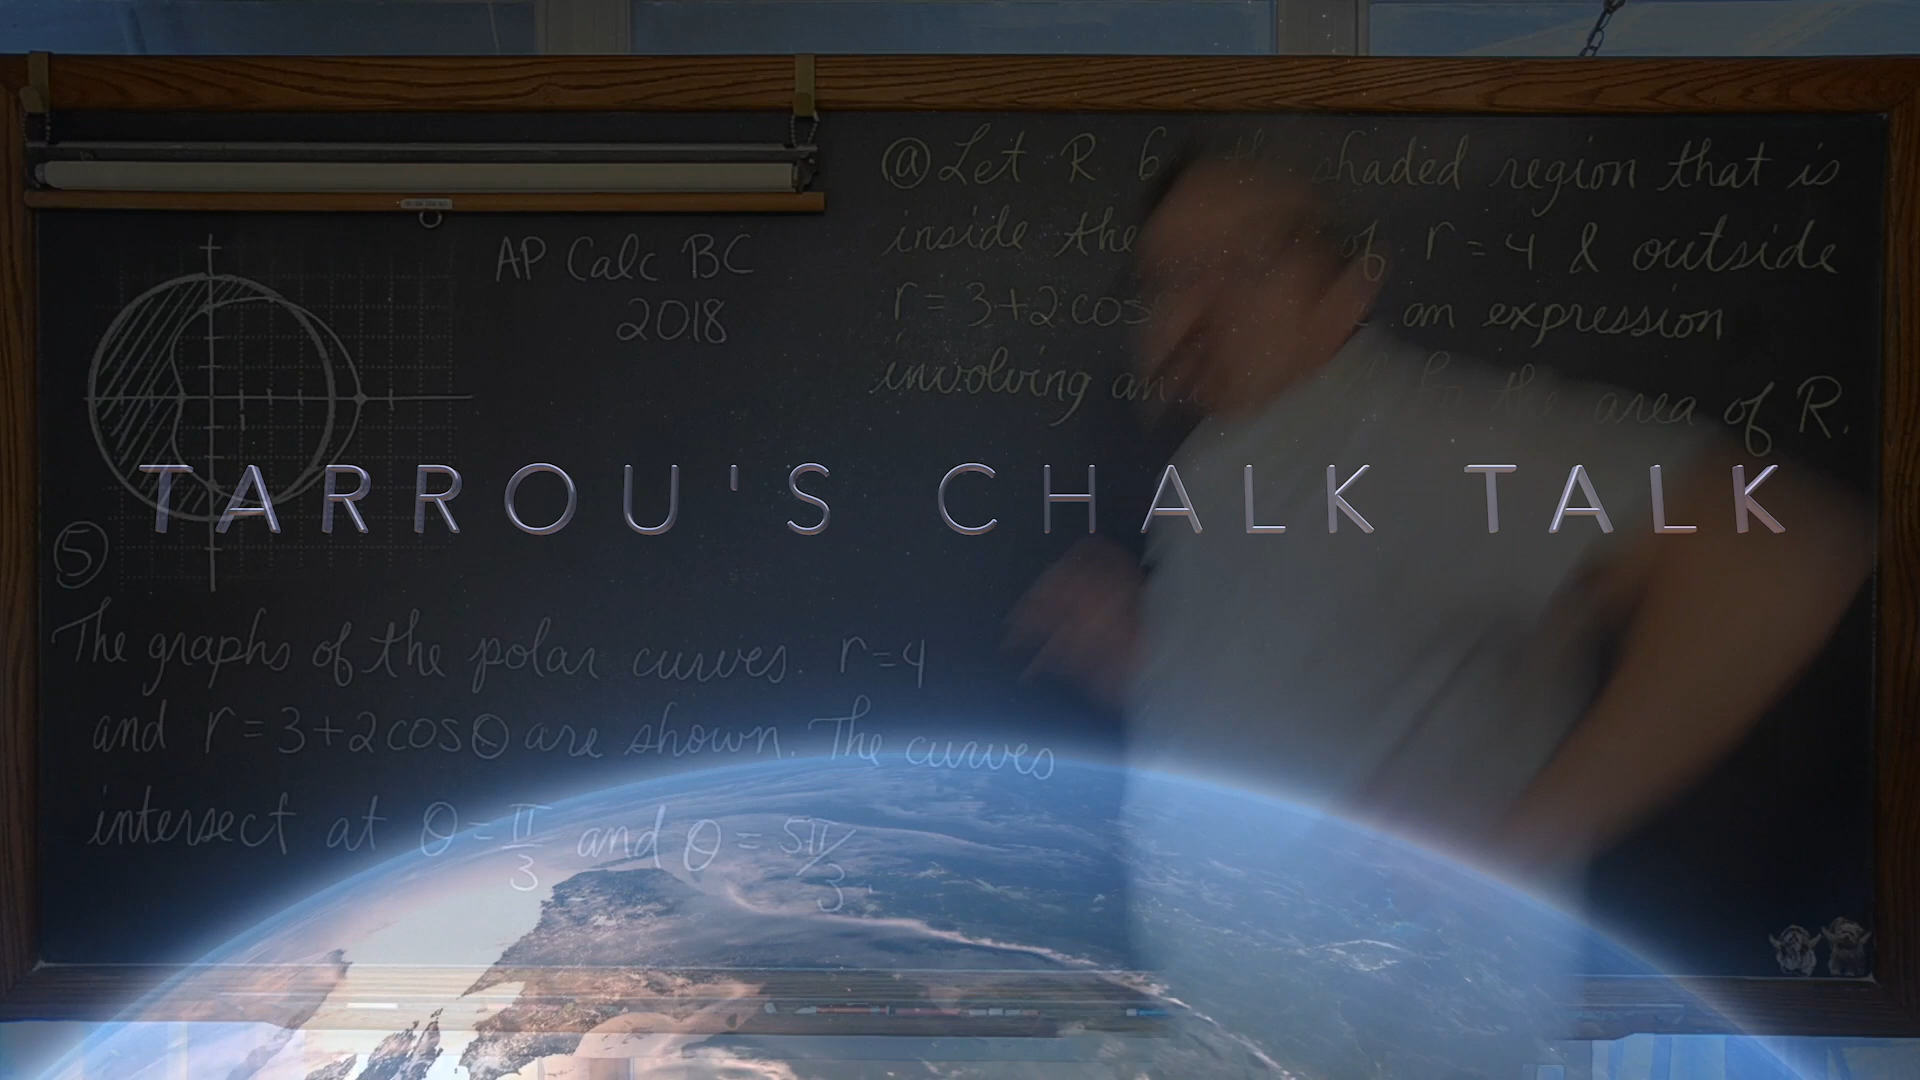 AP Calc BC
2018
⑤
The graphs of the polar curves r=4
and r=3+2cosθ are shown. The curves
intersect at θ=π/3 and θ=5π/3
ⓐ Let R shaded region that is
inside the of r=4 & outside
r=3+2cos an expression
involving an the area of R.
TARROU'S CHALK TALK